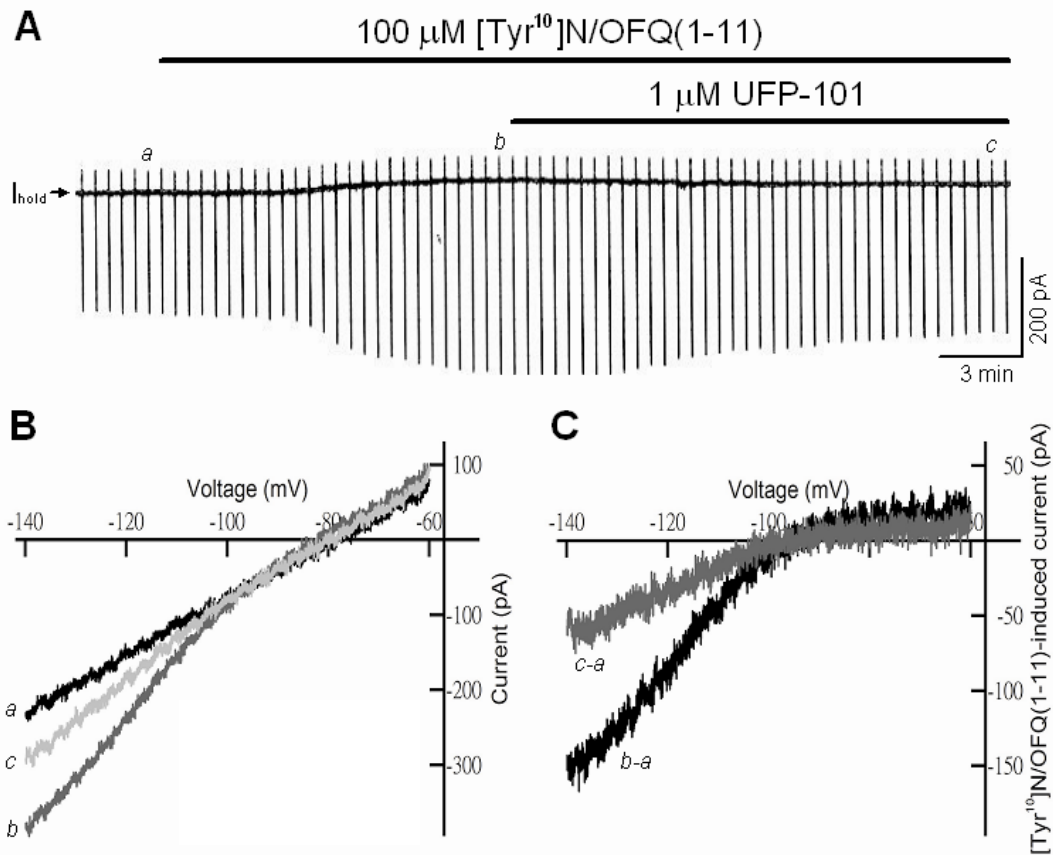 A
100 μM [Tyr10]N/OFQ(1-11)
1 μM UFP-101
a
b
c
Ihold
200 pA
3 min
B
Voltage (mV)
-140
-120
-100
-80
-60
100
-100
-200
-300
Current (pA)
a
c
b
C
Voltage (mV)
-140
-120
-100
0
50
-50
-100
-150
c-a
b-a
[Tyr10]N/OFQ(1-11)-induced current (pA)